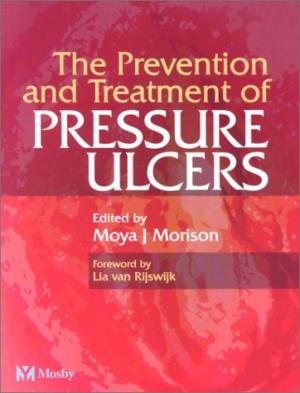 The Prevention
and Treatment of
PRESSURE
ULCERS
Edited by
Moya J Morison
Foreword by
Lia van Rijswijk
M Mosby